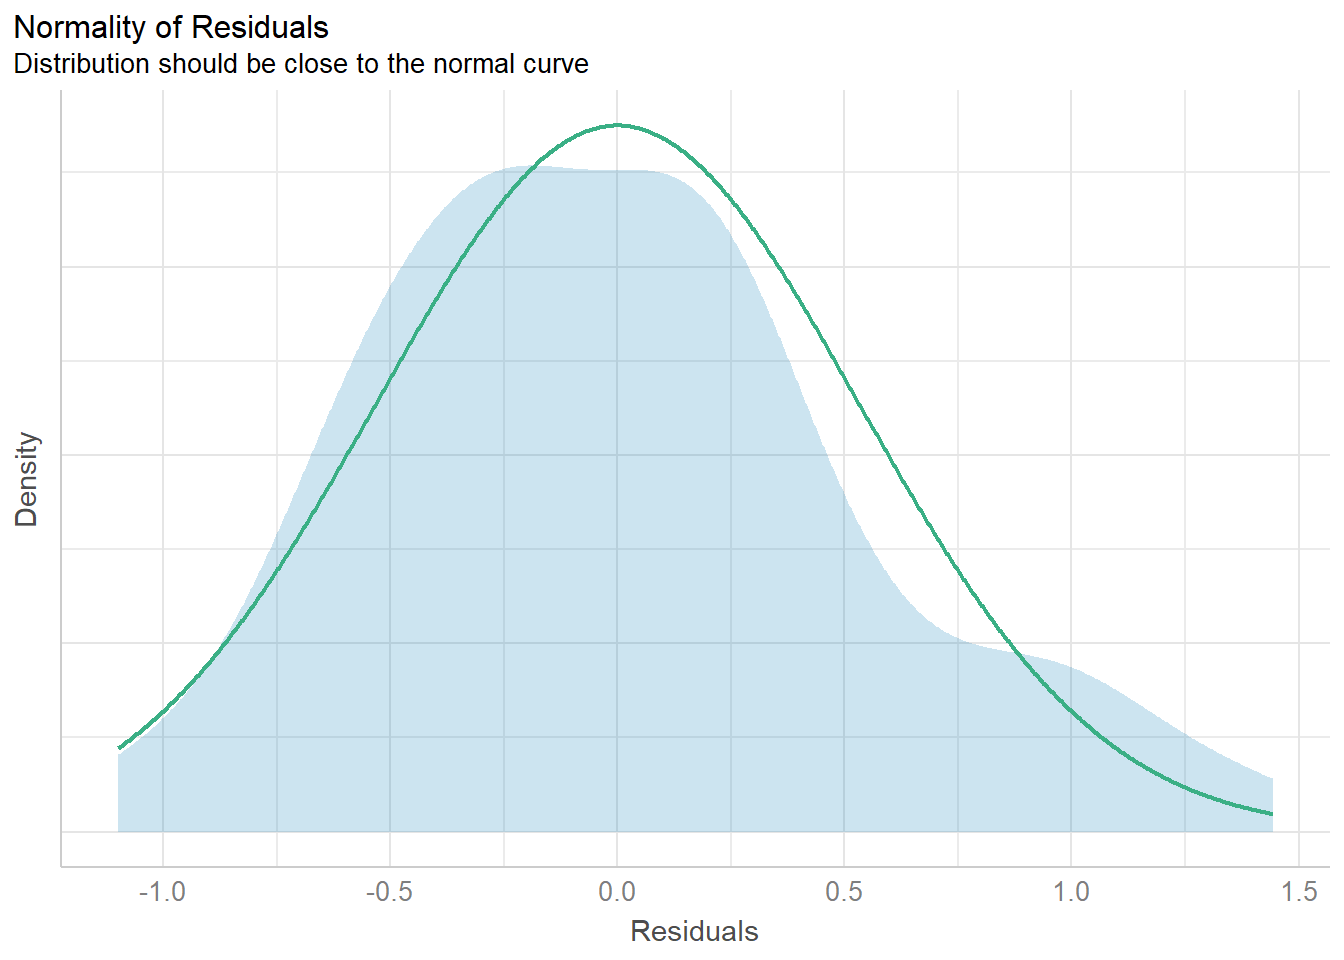 Normality of Residuals
Distribution should be close to the normal curve
Density
-1.0 -0.5 0.0 0.5 1.0 1.5
Residuals